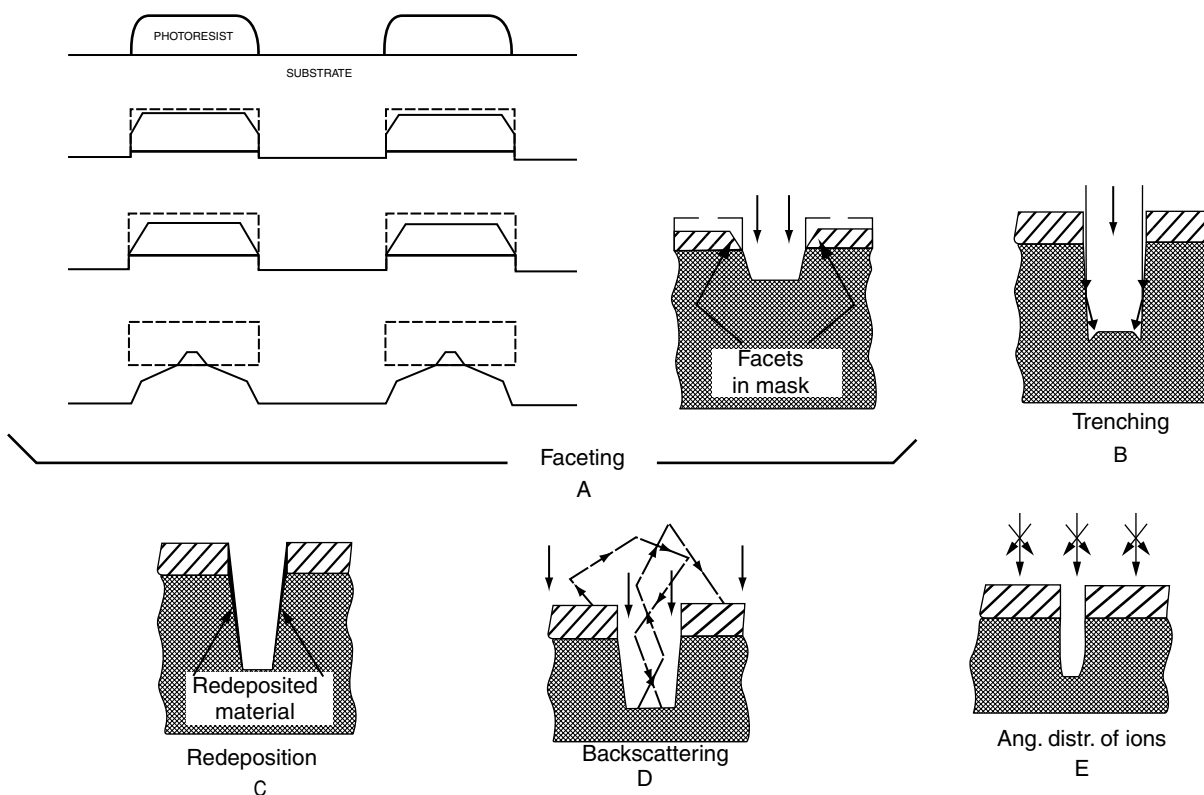 PHOTORESIST
SUBSTRATE
Facets
in mask
Trenching
B
Faceting
A
Redeposited
material
Redeposition
C
Backscattering
D
Ang. distr. of ions
E